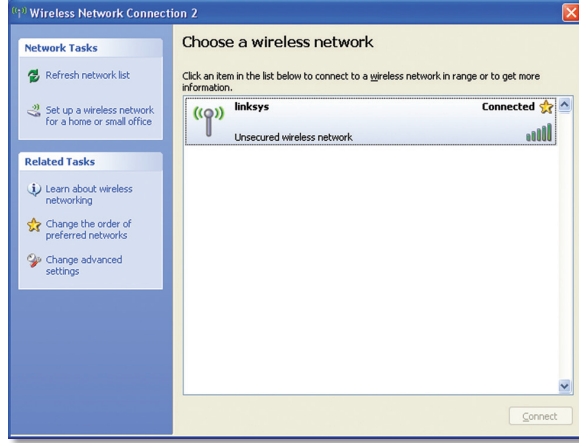 Wireless Network Connection 2
Network Tasks
Refresh network list
Set up a wireless network
for a home or small office
Related Tasks
Learn about wireless
networking
Change the order of
preferred networks
Change advanced
settings
Choose a wireless network
Click an item in the list below to connect to a wireless network in range or to get more
information.
linksys
Connected
Unsecured wireless network
Connect